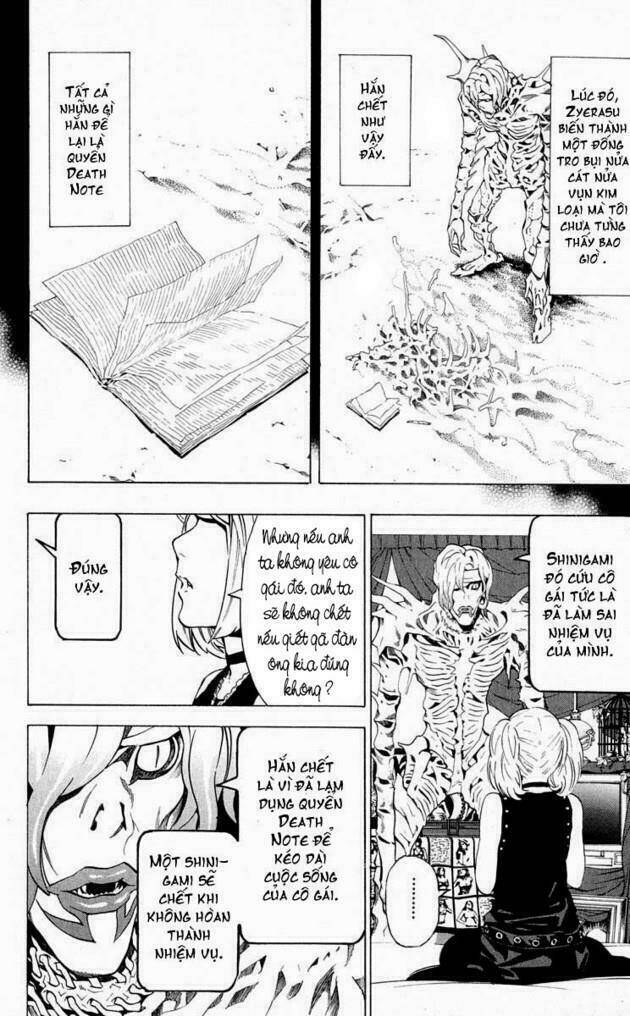 LÚC ĐÓ,
ZYERASU
BIẾN THÀNH
MỘT ĐỐNG
TRO BỤI NỬA
CÁT NỬA
VỤN KIM
LOẠI MÀ TÔI
CHƯA TỪNG
THẤY BAO
GIỜ .
HẮN
CHẾT
NHƯ
VẬY
ĐẤY.
TẤT CẢ
NHỮNG GÌ
HẮN ĐỂ
LẠI LÀ
QUYỂN
DEATH
NOTE
SHINIGAMI
ĐÓ CỨU CÔ
GÁI TỨC LÀ
ĐÃ LÀM SAI
NHIỆM VỤ
CỦA MÌNH.
.........
Nhưng nếu anh
ta không yêu cô
gái đó, anh ta
sẽ không chết
nếu giết gã đàn
ông kia đúng
không ?
ĐÚNG
VẬY.
HẮN CHẾT
LÀ VÌ ĐÃ LẠM
DỤNG QUYỂN
DEATH
NOTE ĐỂ
KÉO DÀI
CUỘC SỐNG
CỦA CÔ GÁI.
MỘT SHINI-
GAMI SẼ
CHẾT KHI
KHÔNG HOÀN
THÀNH
NHIỆM VỤ.